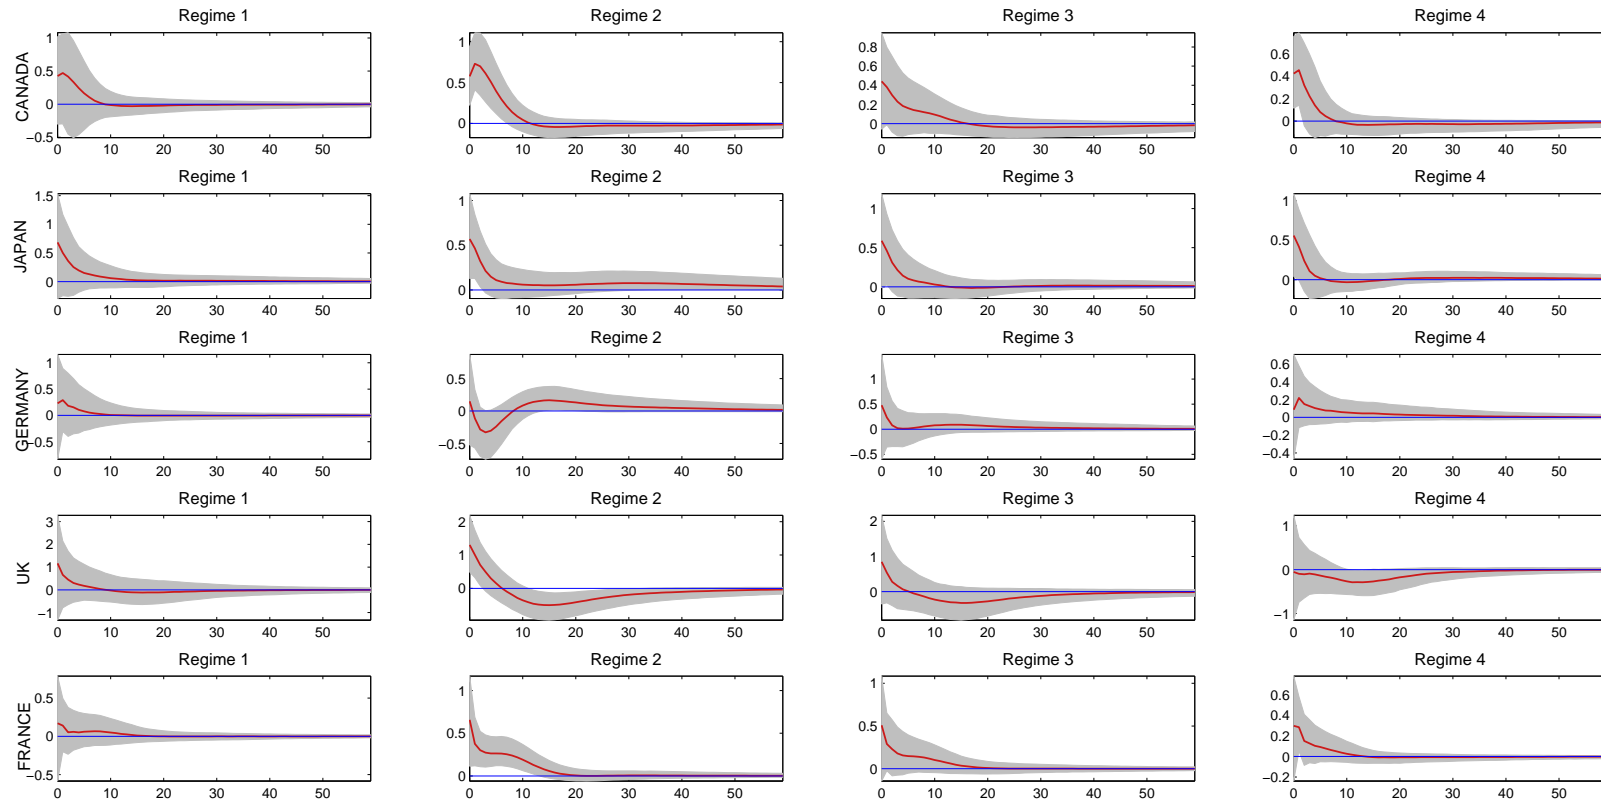 Regime 1 Regime 2 Regime 3 Regime 4
CANADA
1 0.5 0 −0.5
0 10 20 30 40 50
1 0.5 0
0 10 20 30 40 50
0.8 0.6 0.4 0.2 0
0 10 20 30 40 50
0.6 0.4 0.2 0
0 10 20 30 40 50
Regime 1 Regime 2 Regime 3 Regime 4
JAPAN
1.5 1 0.5 0
0 10 20 30 40 50
1 0.5 0
0 10 20 30 40 50
1 0.5 0
0 10 20 30 40 50
1 0.5 0
0 10 20 30 40 50
Regime 1 Regime 2 Regime 3 Regime 4
GERMANY
1 0.5 0 −0.5
0 10 20 30 40 50
0.5 0 −0.5
0 10 20 30 40 50
1 0.5 0 −0.5
0 10 20 30 40 50
0.6 0.4 0.2 0 −0.2 −0.4
0 10 20 30 40 50
Regime 1 Regime 2 Regime 3 Regime 4
UK
3 2 1 0 −1
0 10 20 30 40 50
2 1 0
0 10 20 30 40 50
2 1 0
0 10 20 30 40 50
1 0 −1
0 10 20 30 40 50
Regime 1 Regime 2 Regime 3 Regime 4
FRANCE
0.5 0 −0.5
0 10 20 30 40 50
1 0.5 0
0 10 20 30 40 50
1 0.5 0
0 10 20 30 40 50
0.6 0.4 0.2 0 −0.2
0 10 20 30 40 50